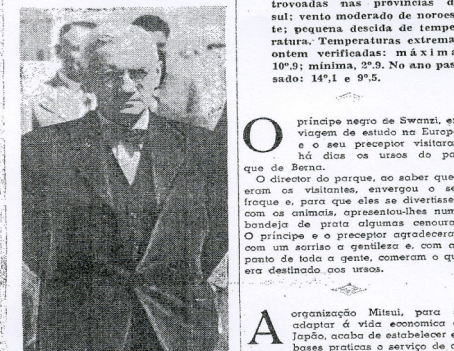 trovoadas nas províncias d
sul; vento moderado de noroes
te; pequena descida de tempe
ratura. Temperaturas extrema
ontem verificadas: máxima
10º.9; mínima, 2º.9. No ano pas
sado: 14º,1 e 9º,5.
O príncipe negro de Swanzi, e
viagem de estudo na Europ
e o seu preceptor visitara
há dias os ursos do pa
que de Berna.
O director do parque, ao saber que
eram os visitantes, envergou o se
fraque e, para que eles se divertisse
com os animais, apresentou-lhes num
bandeja de prata algumas cenoura
O príncipe e o preceptor agradecera
com um sorriso a gentileza e, com a
panto de toda a gente, comeram o qu
era destinado aos ursos.
A organização Mitsui, para
adaptar á vida economica
Japão, acaba de estabelecer e
bases praticas o serviço de